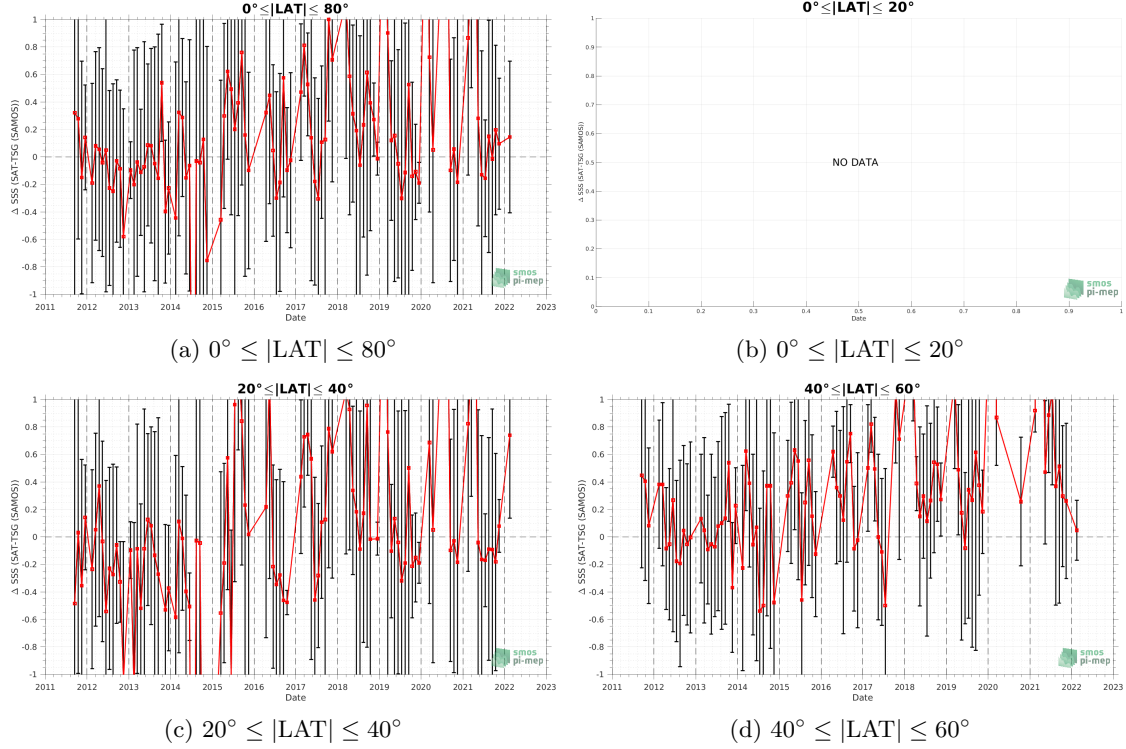 0°≤|LAT|≤ 80°
Δ SSS (SAT-TSG (SAMOS))
1
0.8
0.6
0.4
0.2
0
-0.2
-0.4
-0.6
-0.8
-1
2011 2012 2013 2014 2015 2016 2017 2018 2019 2020 2021 2022 2023
Date
smos
pi-mep
(a) 0° ≤ |LAT| ≤ 80°
0°≤|LAT|≤ 20°
Δ SSS (SAT-TSG (SAMOS))
1
0.9
0.8
0.7
0.6
0.5
0.4
0.3
0.2
0.1
0
NO DATA
0 0.1 0.2 0.3 0.4 0.5 0.6 0.7 0.8 0.9 1
Date
smos
pi-mep
(b) 0° ≤ |LAT| ≤ 20°
20°≤|LAT|≤ 40°
Δ SSS (SAT-TSG (SAMOS))
1
0.8
0.6
0.4
0.2
0
-0.2
-0.4
-0.6
-0.8
-1
2011 2012 2013 2014 2015 2016 2017 2018 2019 2020 2021 2022 2023
Date
smos
pi-mep
(c) 20° ≤ |LAT| ≤ 40°
40°≤|LAT|≤ 60°
Δ SSS (SAT-TSG (SAMOS))
1
0.8
0.6
0.4
0.2
0
-0.2
-0.4
-0.6
-0.8
-1
2011 2012 2013 2014 2015 2016 2017 2018 2019 2020 2021 2022 2023
Date
smos
pi-mep
(d) 40° ≤ |LAT| ≤ 60°